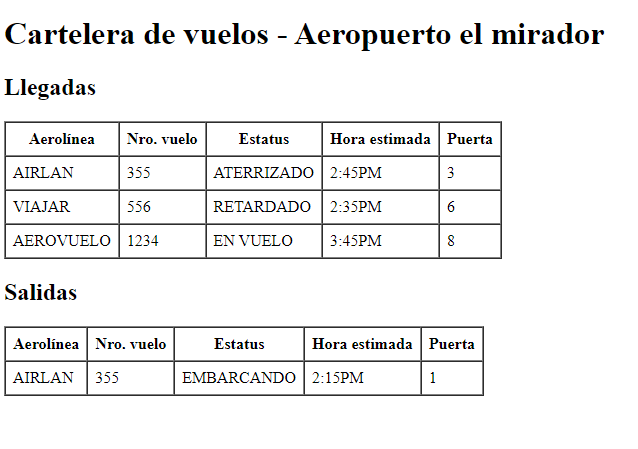 Cartelera de vuelos - Aeropuerto el mirador
Llegadas
Aerolínea Nro. vuelo Estatus Hora estimada Puerta
AIRLAN 355 ATERRIZADO 2:45PM 3
VIAJAR 556 RETARDADO 2:35PM 6
AEROVUELO 1234 EN VUELO 3:45PM 8
Salidas
Aerolínea Nro. vuelo Estatus Hora estimada Puerta
AIRLAN 355 EMBARCANDO 2:15PM 1